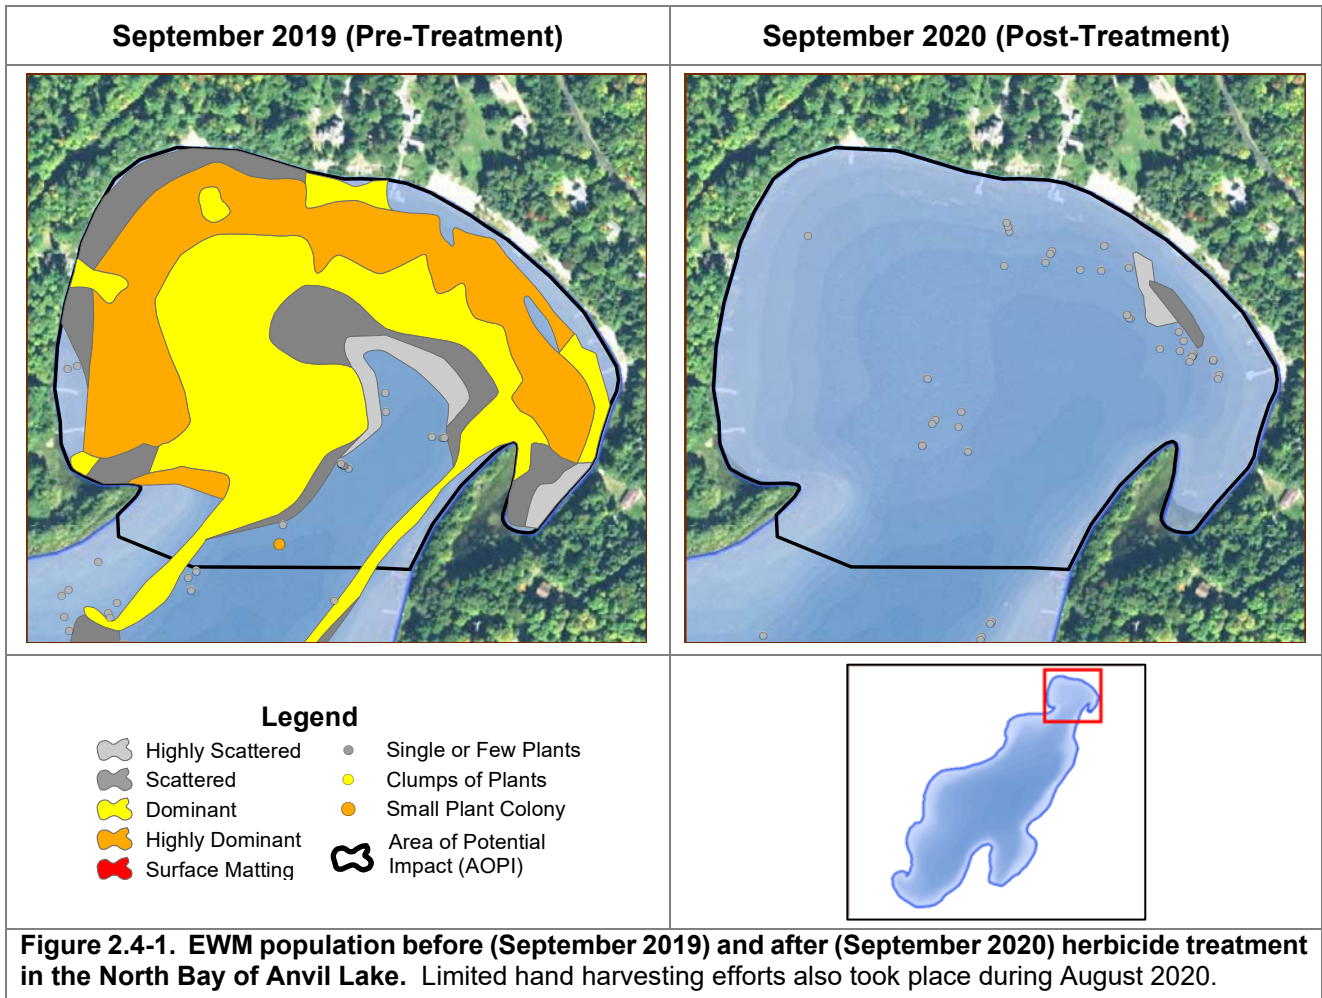 September 2019 (Pre-Treatment)
September 2020 (Post-Treatment)
Legend
Highly Scattered
Scattered
Dominant
Highly Dominant
Surface Matting
Single or Few Plants
Clumps of Plants
Small Plant Colony
Area of Potential
Impact (AOPI)
Figure 2.4-1. EWM population before (September 2019) and after (September 2020) herbicide treatment
in the North Bay of Anvil Lake. Limited hand harvesting efforts also took place during August 2020.